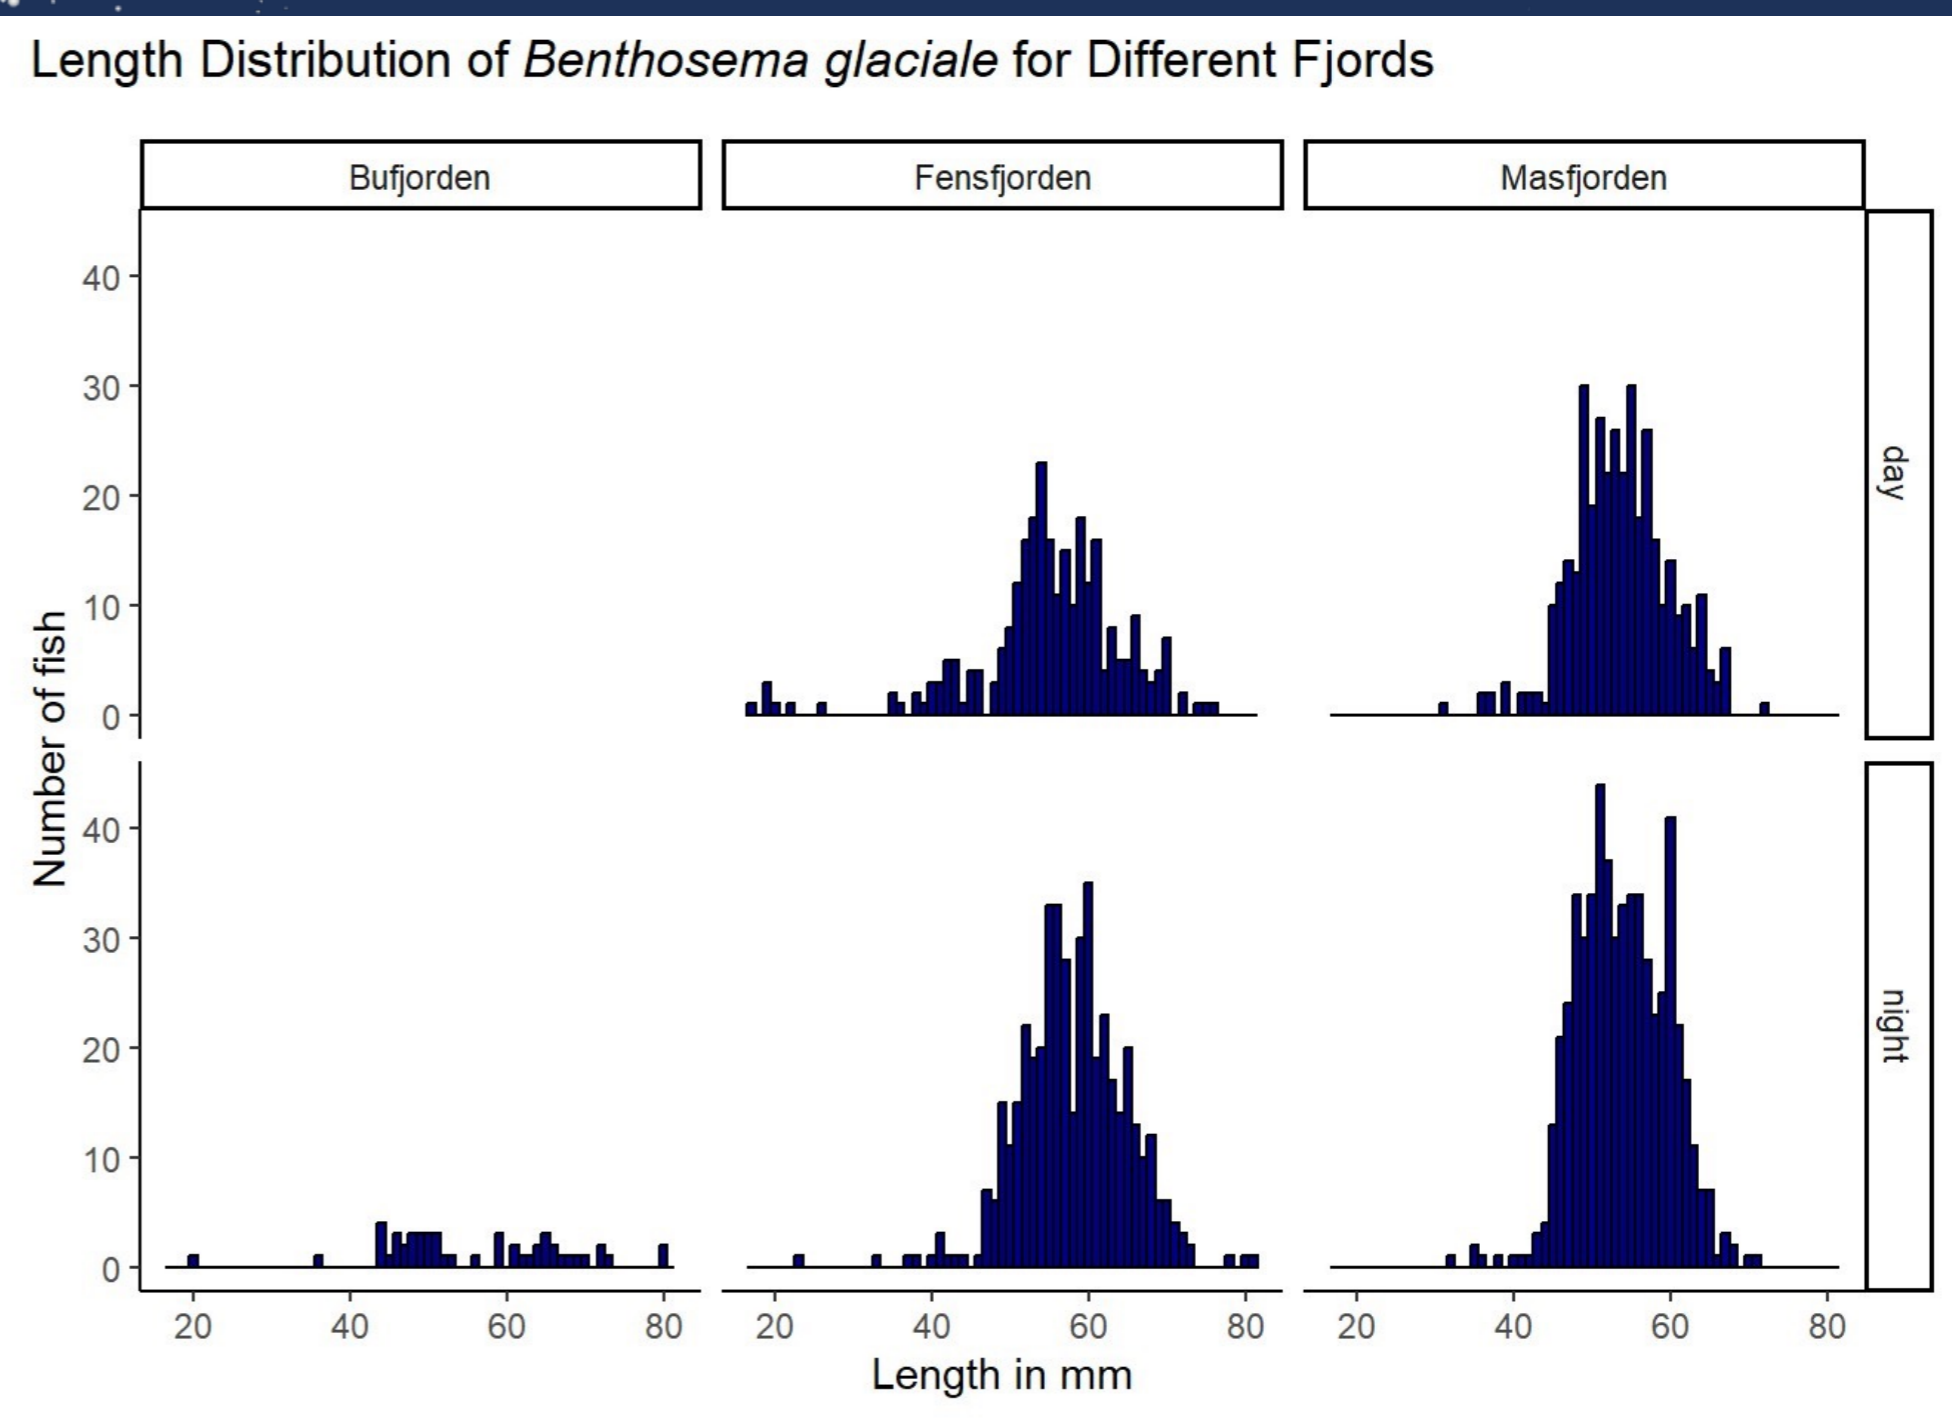 Length Distribution of Benthosema glaciale for Different Fjords
Bufjorden
Fensfjorden
Masfjorden
Number of fish
40
30
20
10
0
day
40
30
20
10
0
night
20 40 60 80
20 40 60 80
20 40 60 80
Length in mm